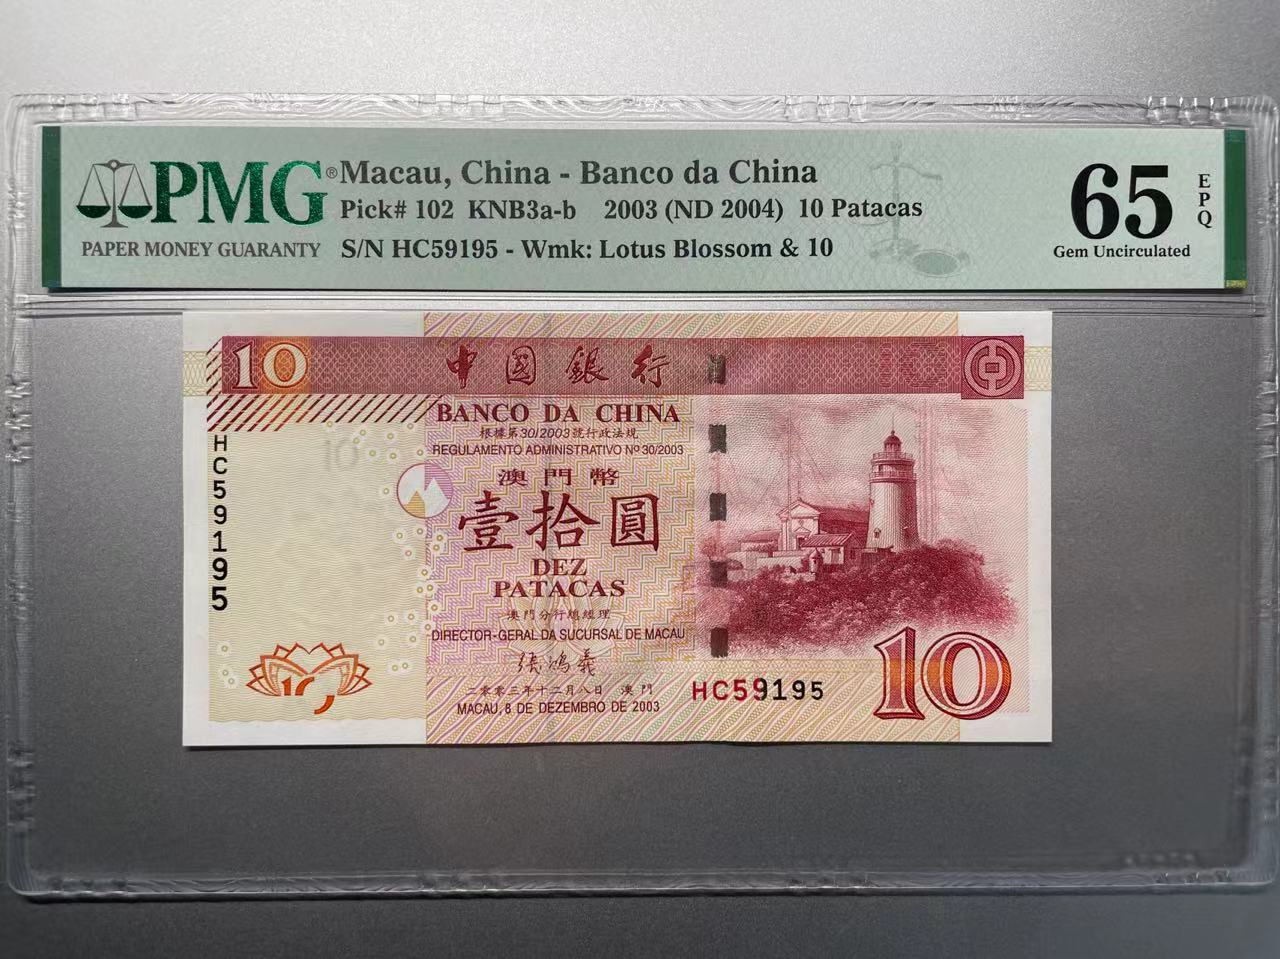 PMG®
PAPER MONEY GUARANTY
Macau, China - Banco da China
Pick# 102 KNB3a-b 2003 (ND 2004) 10 Patacas
S/N HC59195 - Wmk: Lotus Blossom & 10
65
EPQ
Gem Uncirculated
10
中國銀行
BANCO DA CHINA
根據第30/2003號行政法規
REGULAMENTO ADMINISTRATIVO Nº 30/2003
HC59195
澳門幣
壹拾圓
DEZ
PATACAS
澳門分行總經理
DIRECTOR-GERAL DA SUCURSAL DE MACAU
張鴻義
二零零三年十二月八日 澳門
MACAU, 8 DE DEZEMBRO DE 2003
HC59195
10
10
10